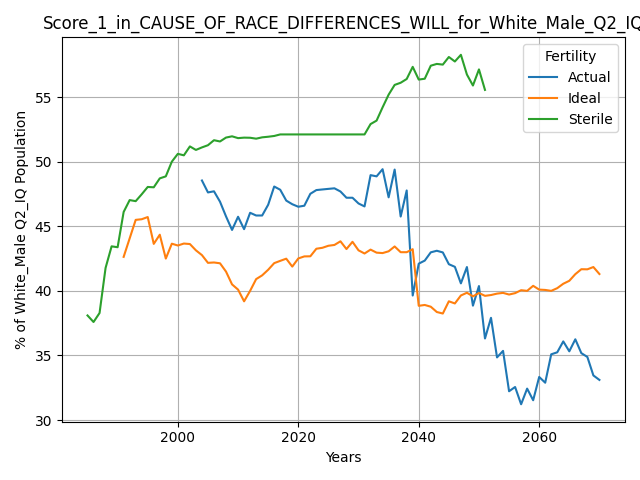 Score_1_in_CAUSE_OF_RACE_DIFFERENCES_WILL_for_White_Male_Q2_IQ
Fertility
Actual
Ideal
Sterile
% of White_Male Q2_IQ Population
55
50
45
40
35
30
2000 2020 2040 2060
Years